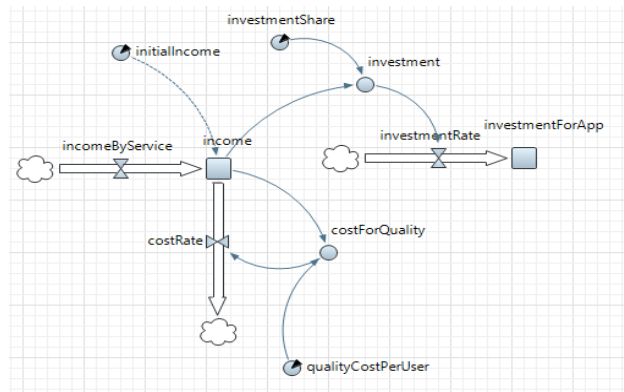 investmentShare
initialIncome
investment
incomeByService
income
investmentRate
investmentForApp
costRate
costForQuality
qualityCostPerUser